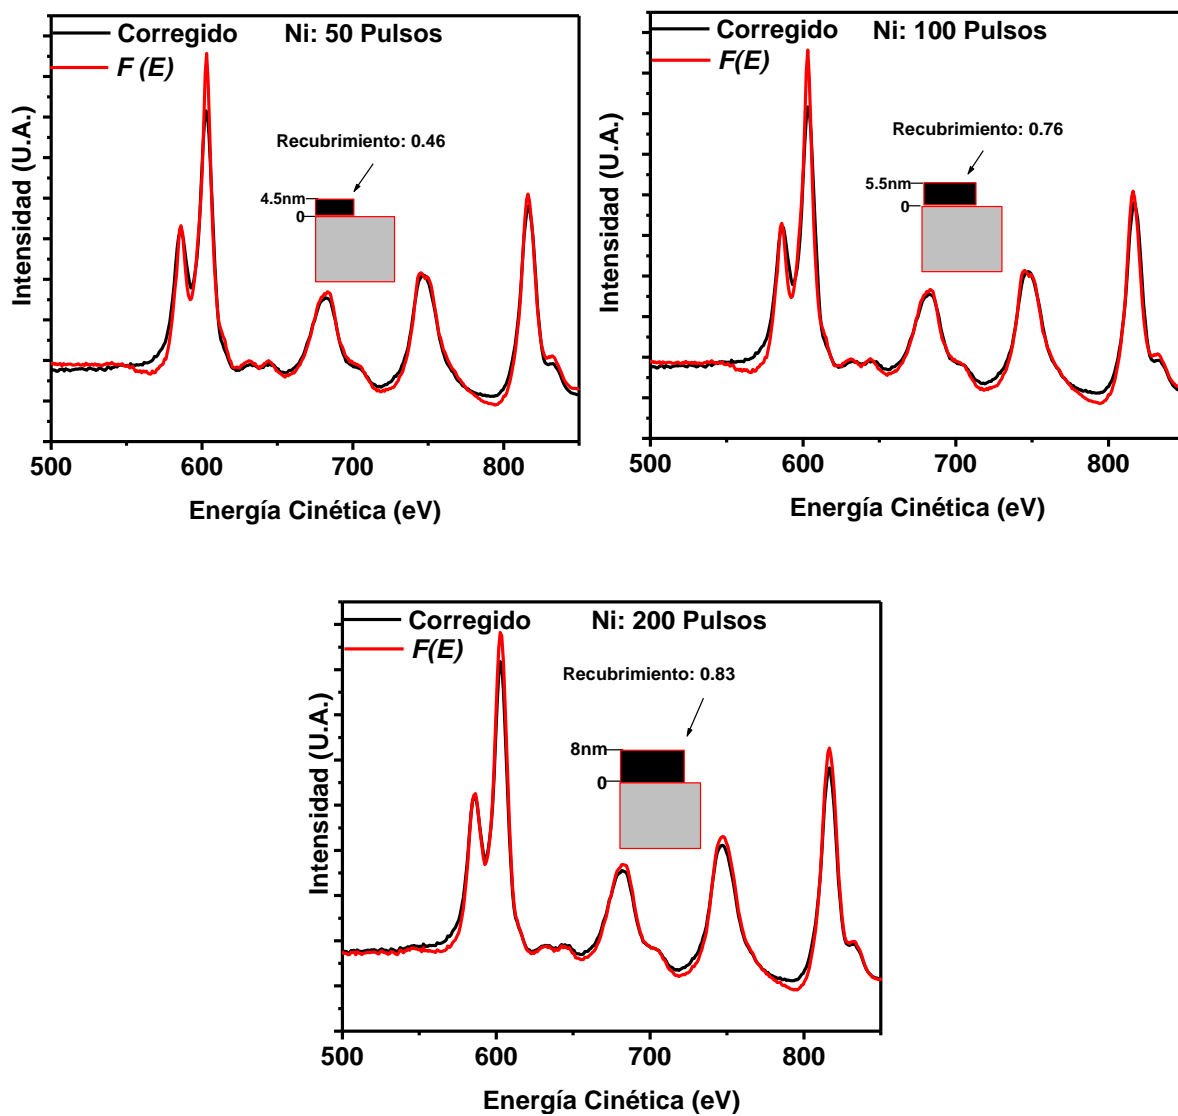 Corregido
F (E)
Ni: 50 Pulsos
Recubrimiento: 0.46
4.5nm
0
Intensidad (U.A.)
500 600 700 800
Energía Cinética (eV)
Corregido
F(E)
Ni: 100 Pulsos
Recubrimiento: 0.76
5.5nm
0
Intensidad (U.A.)
500 600 700 800
Energía Cinética (eV)
Corregido
F(E)
Ni: 200 Pulsos
Recubrimiento: 0.83
8nm
0
Intensidad (U.A.)
500 600 700 800
Energía Cinética (eV)